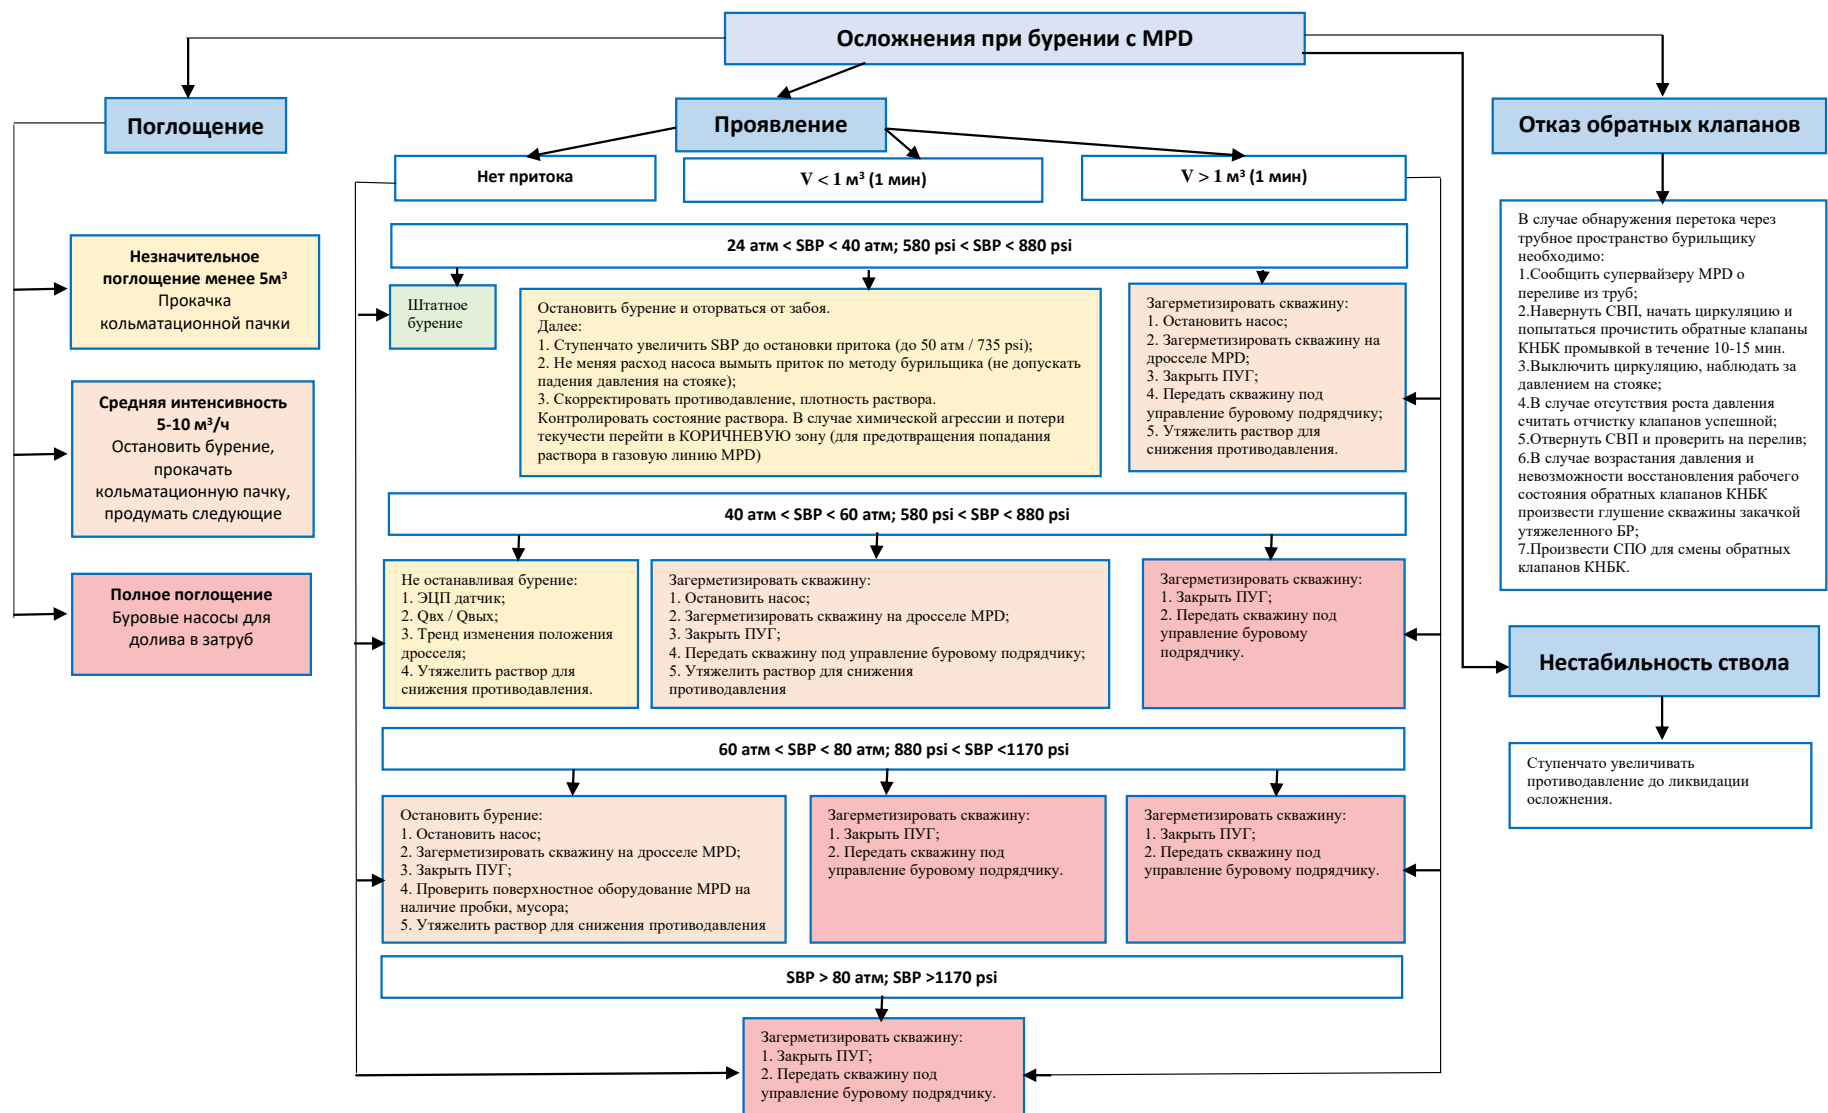 Осложнения при бурении с MPD
Поглощение
Незначительное
поглощение менее 5м³
Прокачка
кольматационной пачки
Средняя интенсивность
5-10 м³/ч
Остановить бурение,
прокачать
кольматационную пачку,
продумать следующие
Полное поглощение
Буровые насосы для
долива в затруб
Проявление
Нет притока
V < 1 м³ (1 мин)
V > 1 м³ (1 мин)
24 атм < SBP < 40 атм; 580 psi < SBP < 880 psi
Штатное
бурение
Остановить бурение и оторваться от забоя.
Далее:
1. Ступенчато увеличить SBP до остановки притока (до 50 атм / 735 psi);
2. Не меняя расход насоса вымыть приток по методу бурильщика (не допускать
падения давления на стояке);
3. Скорректировать противодавление, плотность раствора.
Контролировать состояние раствора. В случае химической агрессии и потери
текучести перейти в КОРИЧНЕВУЮ зону (для предотвращения попадания
раствора в газовую линию MPD)
Загерметизировать скважину:
1. Остановить насос;
2. Загерметизировать скважину на
дросселе MPD;
3. Закрыть ПУГ;
4. Передать скважину под
управление буровому подрядчику;
5. Утяжелить раствор для
снижения противодавления.
40 атм < SBP < 60 атм; 580 psi < SBP < 880 psi
Не останавливая бурение:
1. ЭЦП датчик;
2. Qвх / Qвых;
3. Тренд изменения положения
дросселя;
4. Утяжелить раствор для
снижения противодавления.
Загерметизировать скважину:
1. Остановить насос;
2. Загерметизировать скважину на дросселе MPD;
3. Закрыть ПУГ;
4. Передать скважину под управление буровому подрядчику;
5. Утяжелить раствор для снижения
противодавления
Загерметизировать скважину:
1. Закрыть ПУГ;
2. Передать скважину под
управление буровому
подрядчику.
60 атм < SBP < 80 атм; 880 psi < SBP <1170 psi
Остановить бурение:
1. Остановить насос;
2. Загерметизировать скважину на дросселе MPD;
3. Закрыть ПУГ;
4. Проверить поверхностное оборудование MPD на
наличие пробки, мусора;
5. Утяжелить раствор для снижения противодавления
Загерметизировать скважину:
1. Закрыть ПУГ;
2. Передать скважину под
управление буровому подрядчику.
Загерметизировать скважину:
1. Закрыть ПУГ;
2. Передать скважину под
управление буровому подрядчику.
SBP > 80 атм; SBP >1170 psi
Загерметизировать скважину:
1. Закрыть ПУГ;
2. Передать скважину под
управление буровому подрядчику.
Отказ обратных клапанов
В случае обнаружения перетока через
трубное пространство бурильщику
необходимо:
1.Сообщить супервайзеру MPD о
переливе из труб;
2.Навернуть СВП, начать циркуляцию и
попытаться прочистить обратные клапаны
КНБК промывкой в течение 10-15 мин.
3.Выключить циркуляцию, наблюдать за
давлением на стояке;
4.В случае отсутствия роста давления
считать отчистку клапанов успешной;
5.Отвернуть СВП и проверить на перелив;
6.В случае возрастания давления и
невозможности восстановления рабочего
состояния обратных клапанов КНБК
произвести глушение скважины закачкой
утяжеленного БР;
7.Произвести СПО для смены обратных
клапанов КНБК.
Нестабильность ствола
Ступенчато увеличивать
противодавление до ликвидации
осложнения.